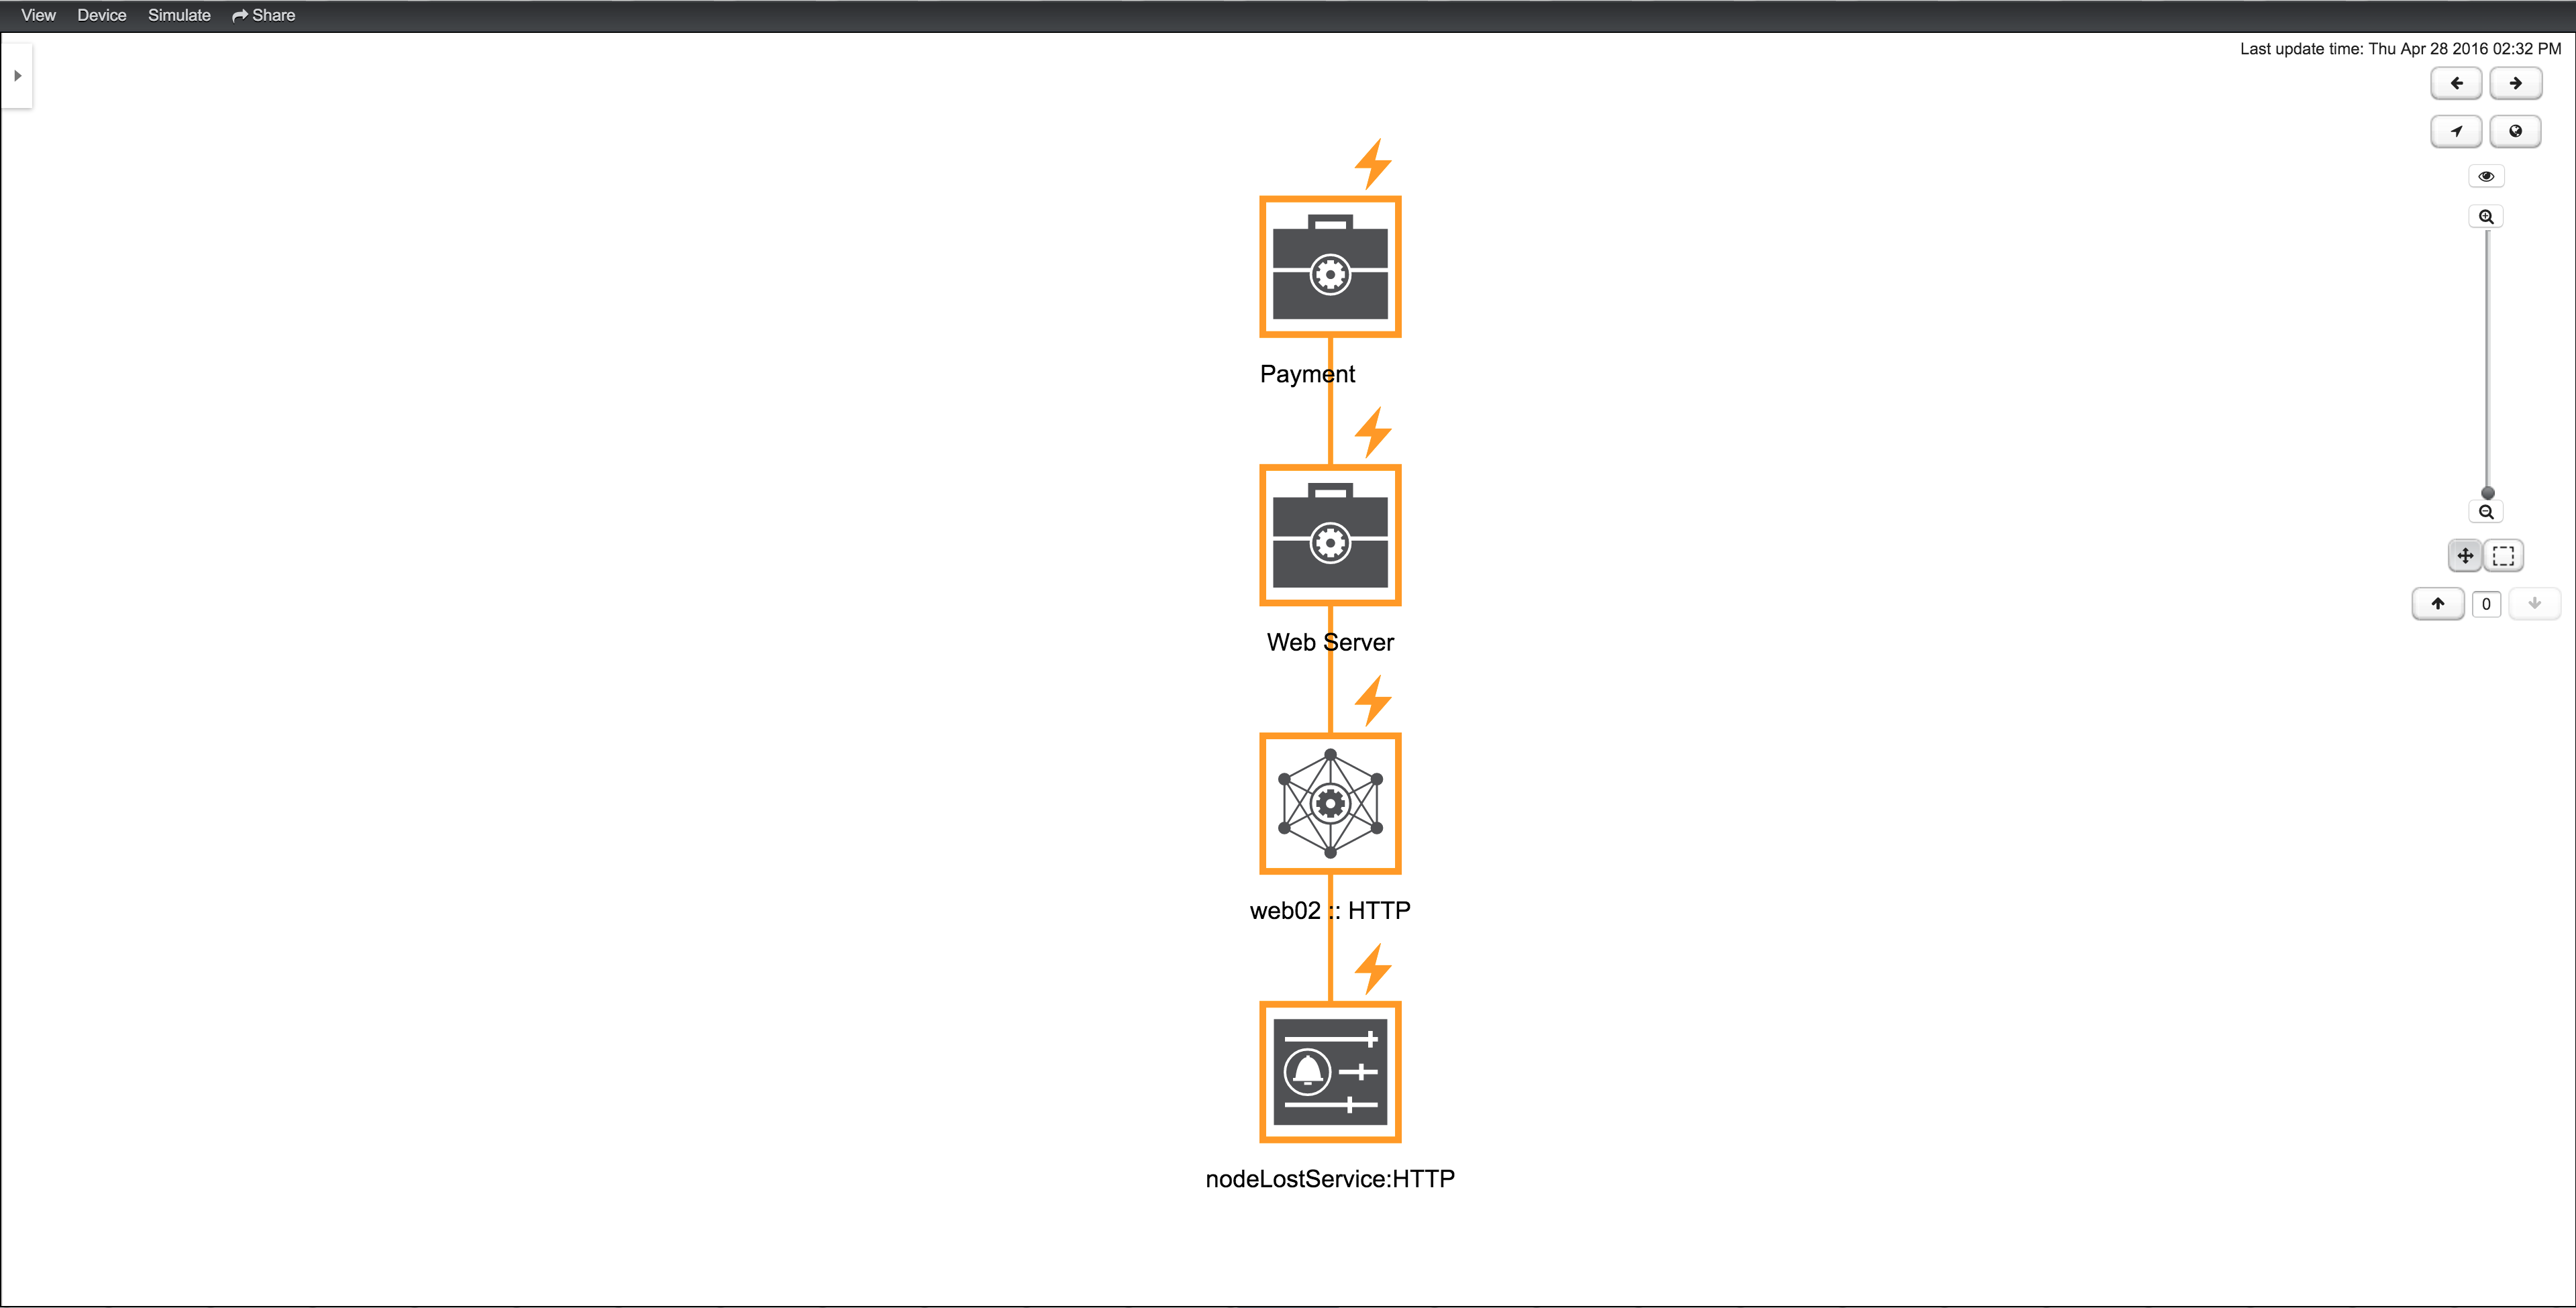 View Device Simulate Share
Last update time: Thu Apr 28 2016 02:32 PM
Payment
Web Server
0
web02 :: HTTP
nodeLostService:HTTP